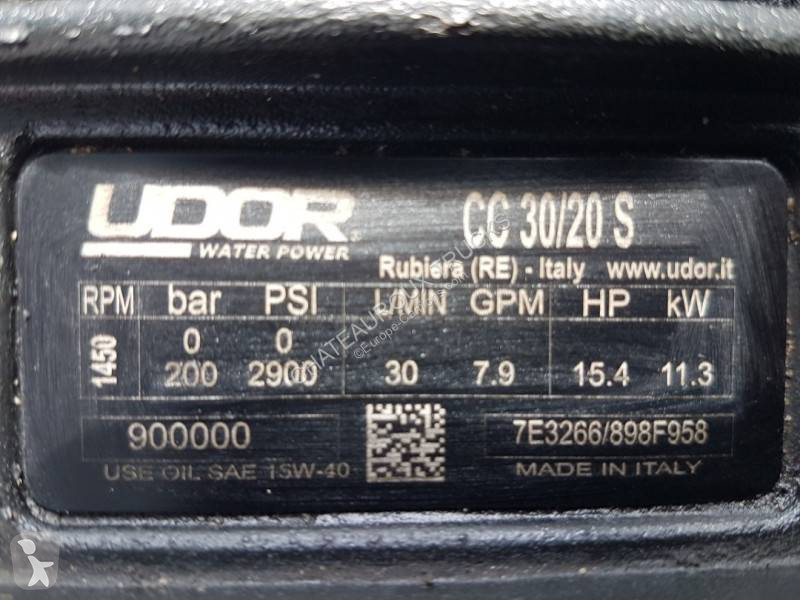 UDOR
WATER POWER
CC 30/20 S
Rubiera (RE) - Italy www.udor.it
RPM bar PSI L/MIN GPM HP kW
1450 0 0
200 2900 30 7.9 15.4 11.3
900000 7E3266/898F958
USE OIL SAE 15W-40 MADE IN ITALY
CHATEAUROUX TRUCKS